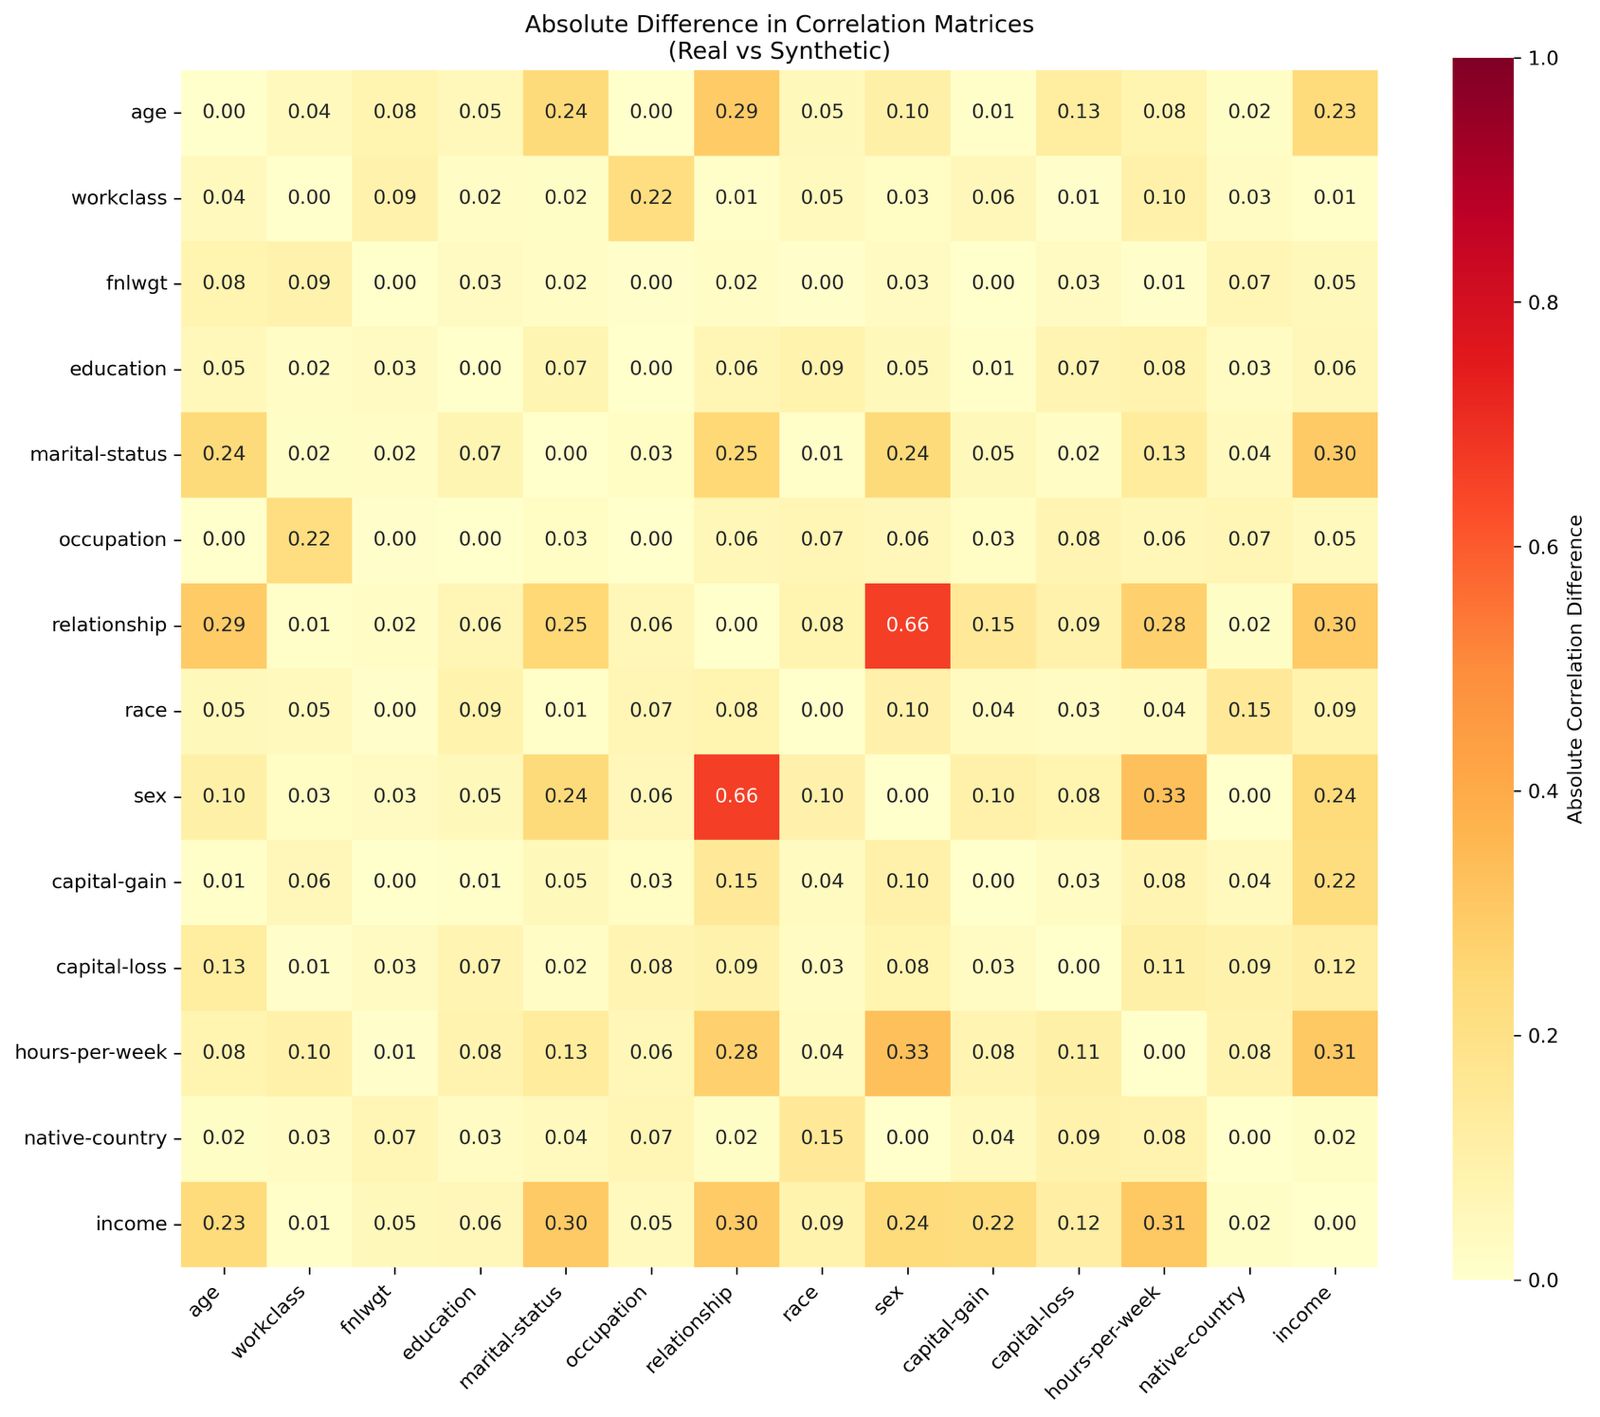 Absolute Difference in Correlation Matrices
(Real vs Synthetic)
age 0.00 0.04 0.08 0.05 0.24 0.00 0.29 0.05 0.10 0.01 0.13 0.08 0.02 0.23
workclass 0.04 0.00 0.09 0.02 0.02 0.22 0.01 0.05 0.03 0.06 0.01 0.10 0.03 0.01
fnlwgt 0.08 0.09 0.00 0.03 0.02 0.00 0.02 0.00 0.03 0.00 0.03 0.01 0.07 0.05
education 0.05 0.02 0.03 0.00 0.07 0.00 0.06 0.09 0.05 0.01 0.07 0.08 0.03 0.06
marital-status 0.24 0.02 0.02 0.07 0.00 0.03 0.25 0.01 0.24 0.05 0.02 0.13 0.04 0.30
occupation 0.00 0.22 0.00 0.00 0.03 0.00 0.06 0.07 0.06 0.03 0.08 0.06 0.07 0.05
relationship 0.29 0.01 0.02 0.06 0.25 0.06 0.00 0.08 0.66 0.15 0.09 0.28 0.02 0.30
race 0.05 0.05 0.00 0.09 0.01 0.07 0.08 0.00 0.10 0.04 0.03 0.04 0.15 0.09
sex 0.10 0.03 0.03 0.05 0.24 0.06 0.66 0.10 0.00 0.10 0.08 0.33 0.00 0.24
capital-gain 0.01 0.06 0.00 0.01 0.05 0.03 0.15 0.04 0.10 0.00 0.03 0.08 0.04 0.22
capital-loss 0.13 0.01 0.03 0.07 0.02 0.08 0.09 0.03 0.08 0.03 0.00 0.11 0.09 0.12
hours-per-week 0.08 0.10 0.01 0.08 0.13 0.06 0.28 0.04 0.33 0.08 0.11 0.00 0.08 0.31
native-country 0.02 0.03 0.07 0.03 0.04 0.07 0.02 0.15 0.00 0.04 0.09 0.08 0.00 0.02
income 0.23 0.01 0.05 0.06 0.30 0.05 0.30 0.09 0.24 0.22 0.12 0.31 0.02 0.00
age workclass fnlwgt education marital-status occupation relationship race sex capital-gain capital-loss hours-per-week native-country income
1.0
0.8
0.6
0.4
0.2
0.0
Absolute Correlation Difference